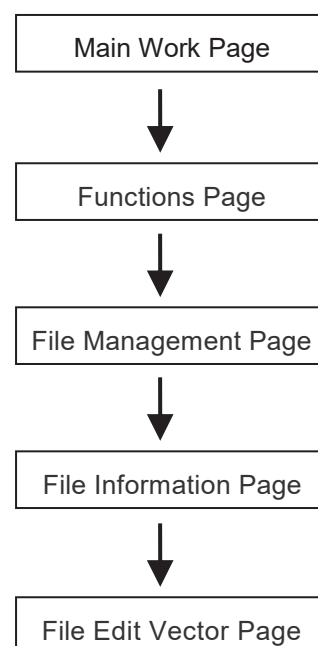 Main Work Page
Functions Page
File Management Page
File Information Page
File Edit Vector Page